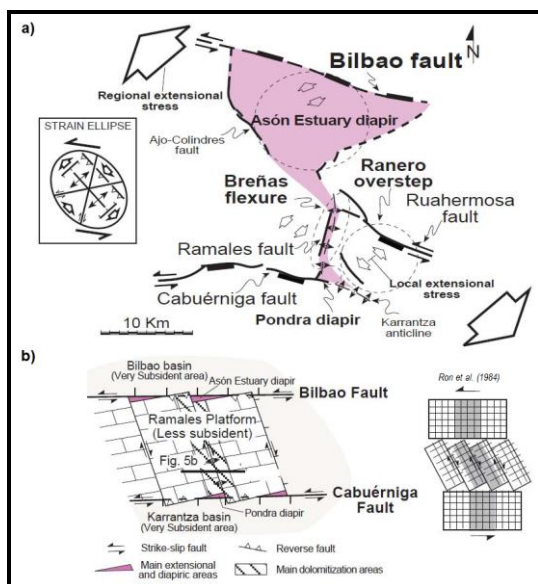 a)
N
Bilbao fault
Regional extensional
stress
Asón Estuary diapir
Ajo-Colindres
fault
STRAIN ELLIPSE
Breñas
flexure
Ranero
overstep
Ruahermosa
fault
Ramales fault
Cabuérniga fault
Local extensional
stress
Pondra diapir
Karrantza
anticline
10 Km
b)
Bilbao basin
(Very Subsident area)
Asón Estuary diapir
Bilbao Fault
Ron et al. (1984)
Ramales Platform
(Less subsident)
Fig. 5b
Cabuérniga
Fault
Karrantza basin
(Very Subsident area)
Pondra diapir
Strike-slip fault
Reverse fault
Main extensional
and diapiric areas
Main dolomitization areas